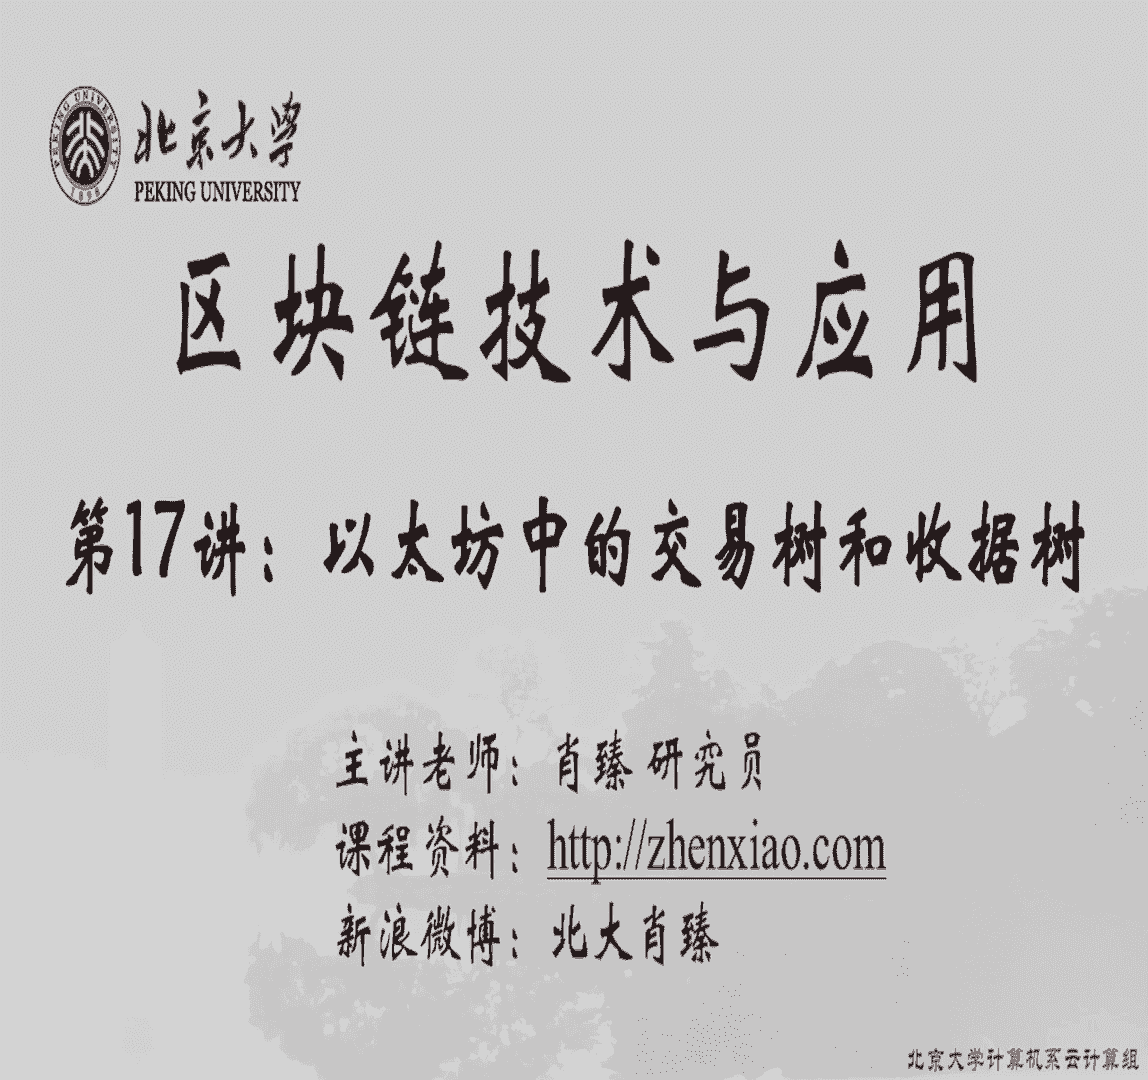 PEKING UNIVERSITY
1898
北京大学
PEKING UNIVERSITY
区块链技术与应用
第17讲：以太坊中的交易树和收据树
主讲老师：肖臻 研究员
课程资料：http://zhenxiao.com
新浪微博：北大肖臻
北京大学计算机系云计算组